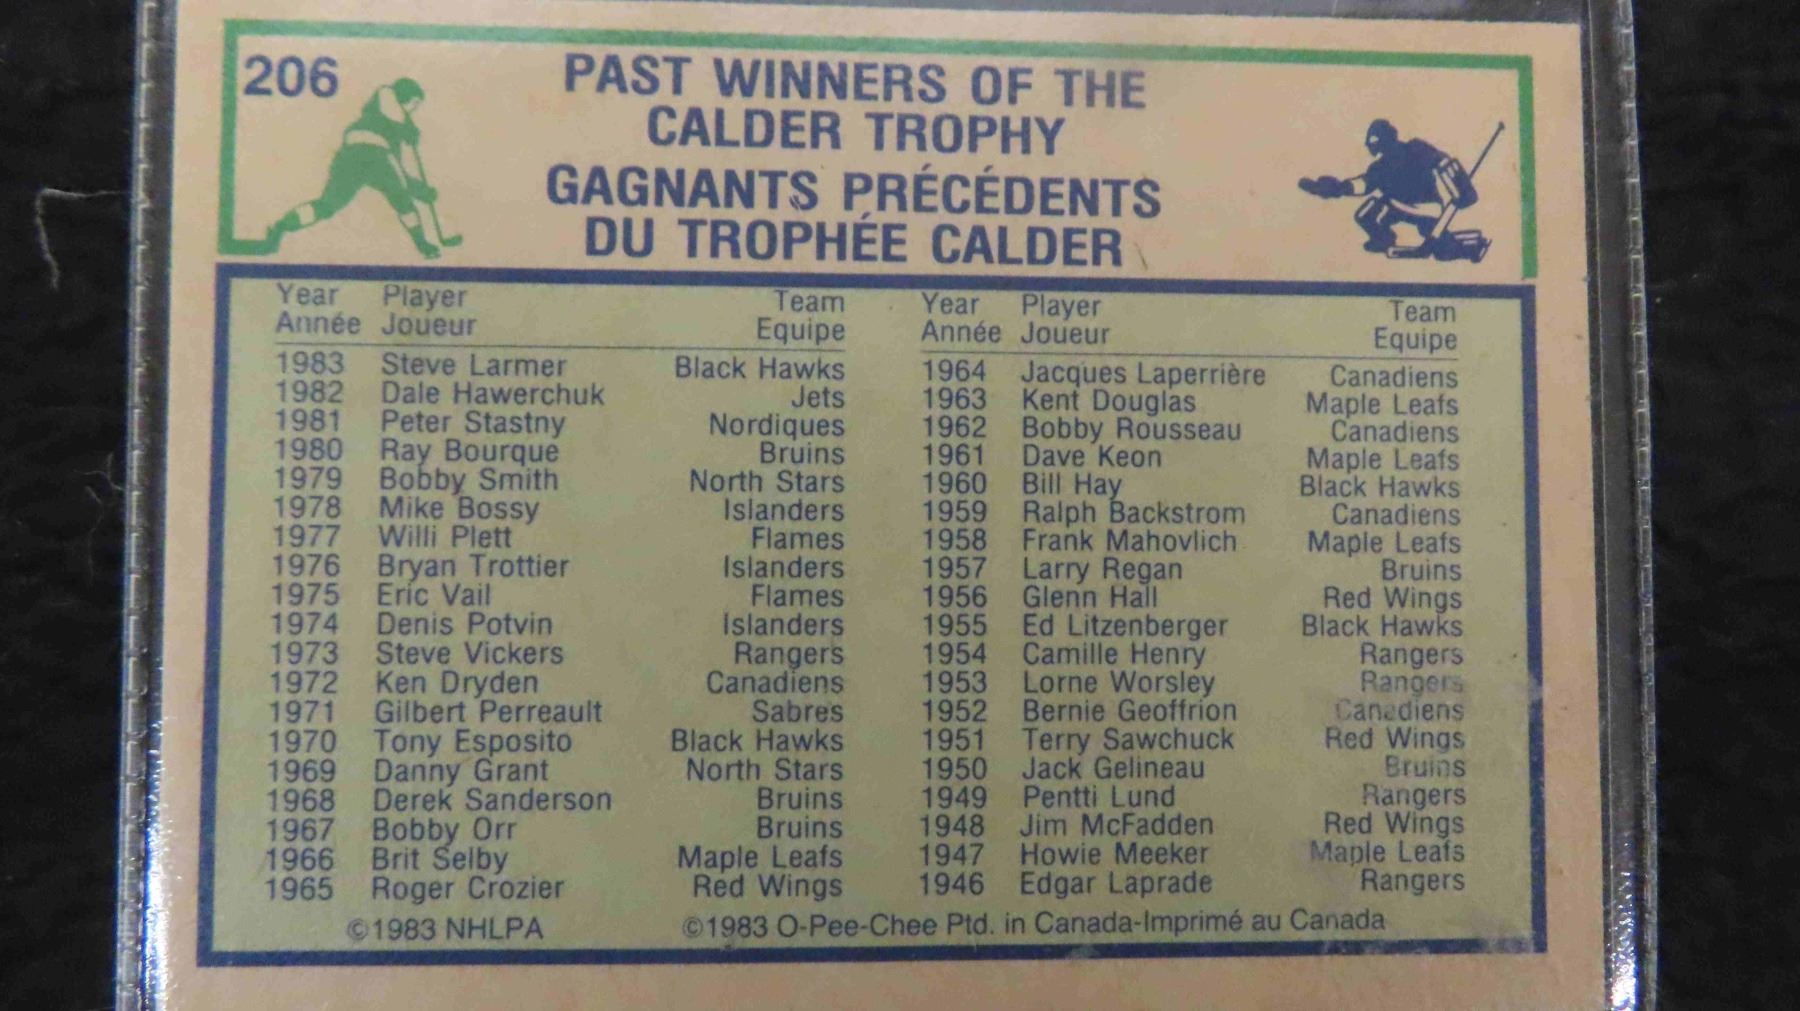 206
PAST WINNERS OF THE
CALDER TROPHY
GAGNANTS PRÉCÉDENTS
DU TROPHÉE CALDER
Year Player Team
Année Joueur Equipe
1983 Steve Larmer Black Hawks
1982 Dale Hawerchuk Jets
1981 Peter Stastny Nordiques
1980 Ray Bourque Bruins
1979 Bobby Smith North Stars
1978 Mike Bossy Islanders
1977 Willi Plett Flames
1976 Bryan Trottier Islanders
1975 Eric Vail Flames
1974 Denis Potvin Islanders
1973 Steve Vickers Rangers
1972 Ken Dryden Canadiens
1971 Gilbert Perreault Sabres
1970 Tony Esposito Black Hawks
1969 Danny Grant North Stars
1968 Derek Sanderson Bruins
1967 Bobby Orr Bruins
1966 Brit Selby Maple Leafs
1965 Roger Crozier Red Wings
Year Player Team
Année Joueur Equipe
1964 Jacques Laperrière Canadiens
1963 Kent Douglas Maple Leafs
1962 Bobby Rousseau Canadiens
1961 Dave Keon Maple Leafs
1960 Bill Hay Black Hawks
1959 Ralph Backstrom Canadiens
1958 Frank Mahovlich Maple Leafs
1957 Larry Regan Bruins
1956 Glenn Hall Red Wings
1955 Ed Litzenberger Black Hawks
1954 Camille Henry Rangers
1953 Lorne Worsley Rangers
1952 Bernie Geoffrion Canadiens
1951 Terry Sawchuck Red Wings
1950 Jack Gelineau Bruins
1949 Pentti Lund Rangers
1948 Jim McFadden Red Wings
1947 Howie Meeker Maple Leafs
1946 Edgar Laprade Rangers
©1983 NHLPA ©1983 O-Pee-Chee Ptd. in Canada-Imprimé au Canada